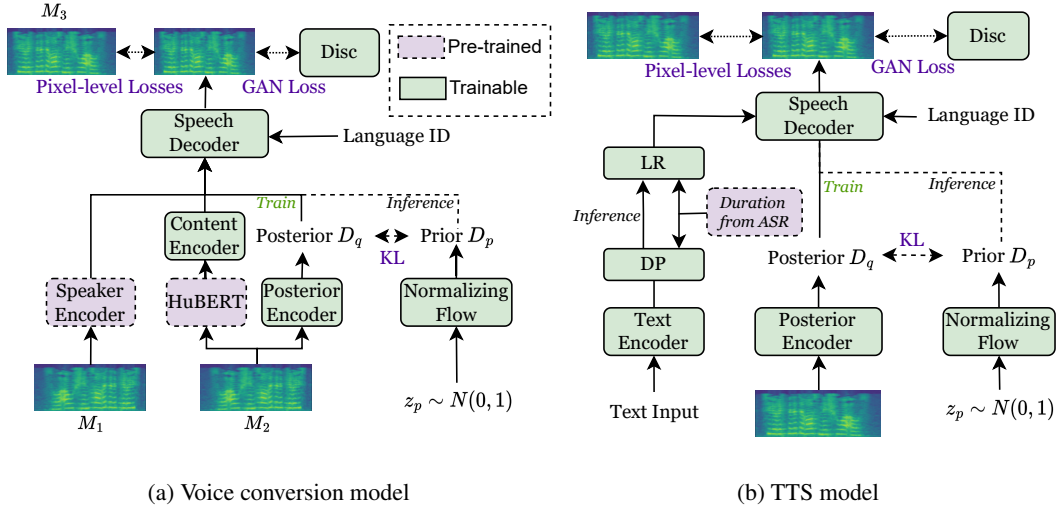 M₃
Pixel-level Losses
GAN Loss
Disc
Pre-trained
Trainable
Speech
Decoder
Language ID
Train
Inference
Content
Encoder
Posterior D_q
KL
Prior D_p
Speaker
Encoder
HuBERT
Posterior
Encoder
Normalizing
Flow
M₁
M₂
z_p ∼ N(0, 1)
(a) Voice conversion model
Pixel-level Losses
GAN Loss
Disc
Speech
Decoder
Language ID
LR
Train
Inference
Inference
Duration
from ASR
DP
Posterior D_q
KL
Prior D_p
Text
Encoder
Posterior
Encoder
Normalizing
Flow
Text Input
z_p ∼ N(0, 1)
(b) TTS model